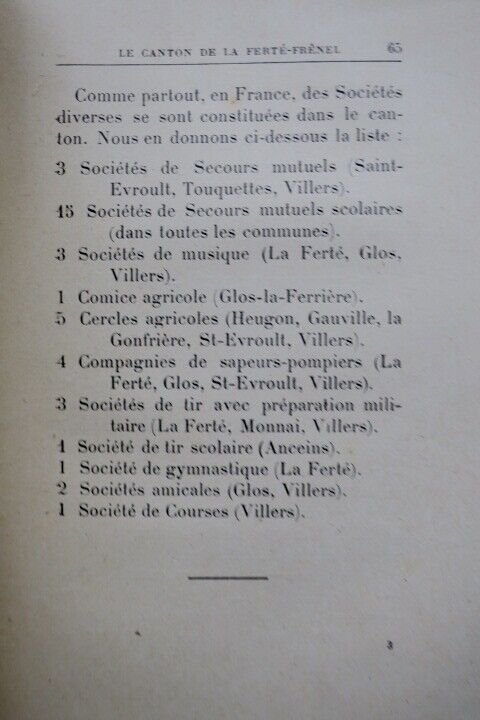 LE CANTON DE LA FERTÉ-FRÊNEL 65
Comme partout, en France, des Sociétés
diverses se sont constituées dans le can-
ton. Nous en donnons ci-dessous la liste :
3 Sociétés de Secours mutuels (Saint-
Evroult, Touquettes, Villers).
15 Sociétés de Secours mutuels scolaires
(dans toutes les communes).
3 Sociétés de musique (La Ferté, Glos,
Villers).
1 Comice agricole (Glos-la-Ferrière).
5 Cercles agricoles (Heugon, Gauville, la
Gonfrière, St-Evroult, Villers).
4 Compagnies de sapeurs-pompiers (La
Ferté, Glos, St-Evroult, Villers).
3 Sociétés de tir avec préparation mili-
taire (La Ferté, Monnai, Villers).
1 Société de tir scolaire (Anceins).
1 Société de gymnastique (La Ferté).
2 Sociétés amicales (Glos, Villers).
1 Société de Courses (Villers).
3